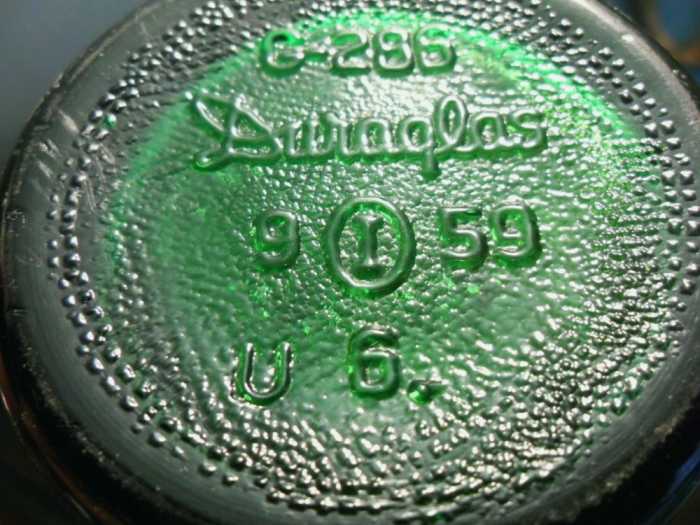 G-286
Duraglas
9 I 59
U 6.